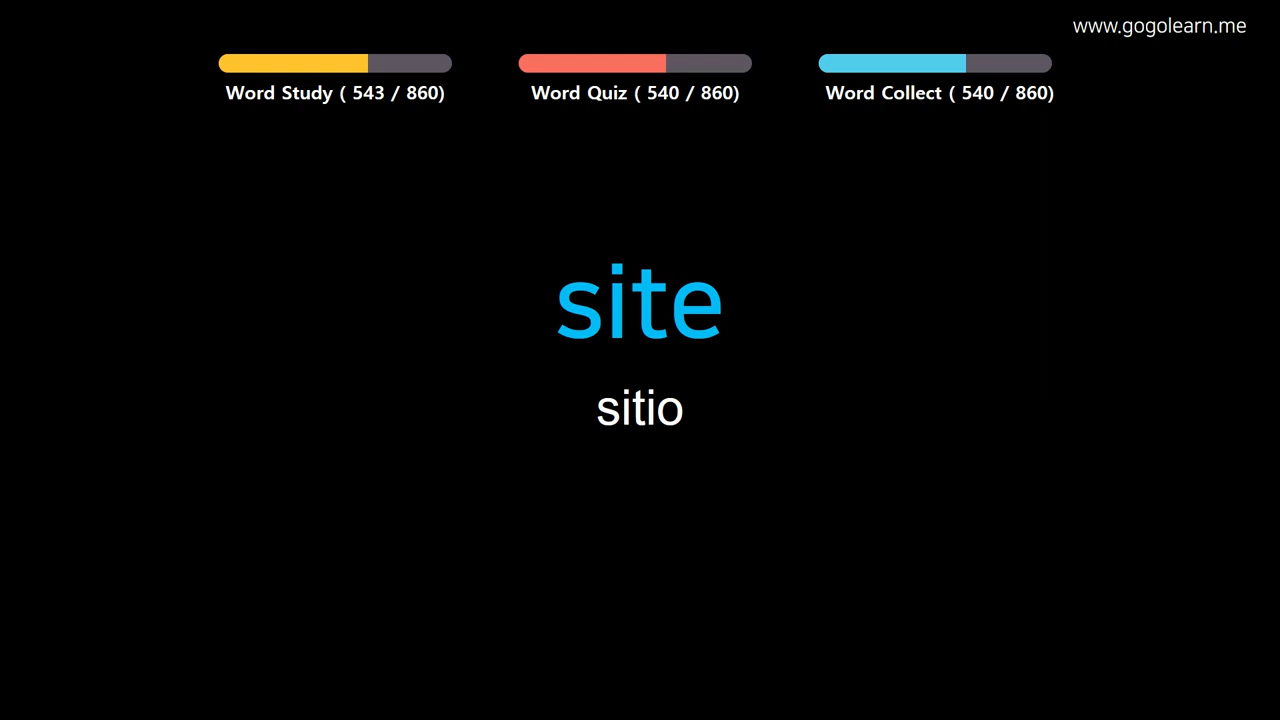 www.gogolearn.me
Word Study ( 543 / 860)
Word Quiz ( 540 / 860)
Word Collect ( 540 / 860)
site
sitio